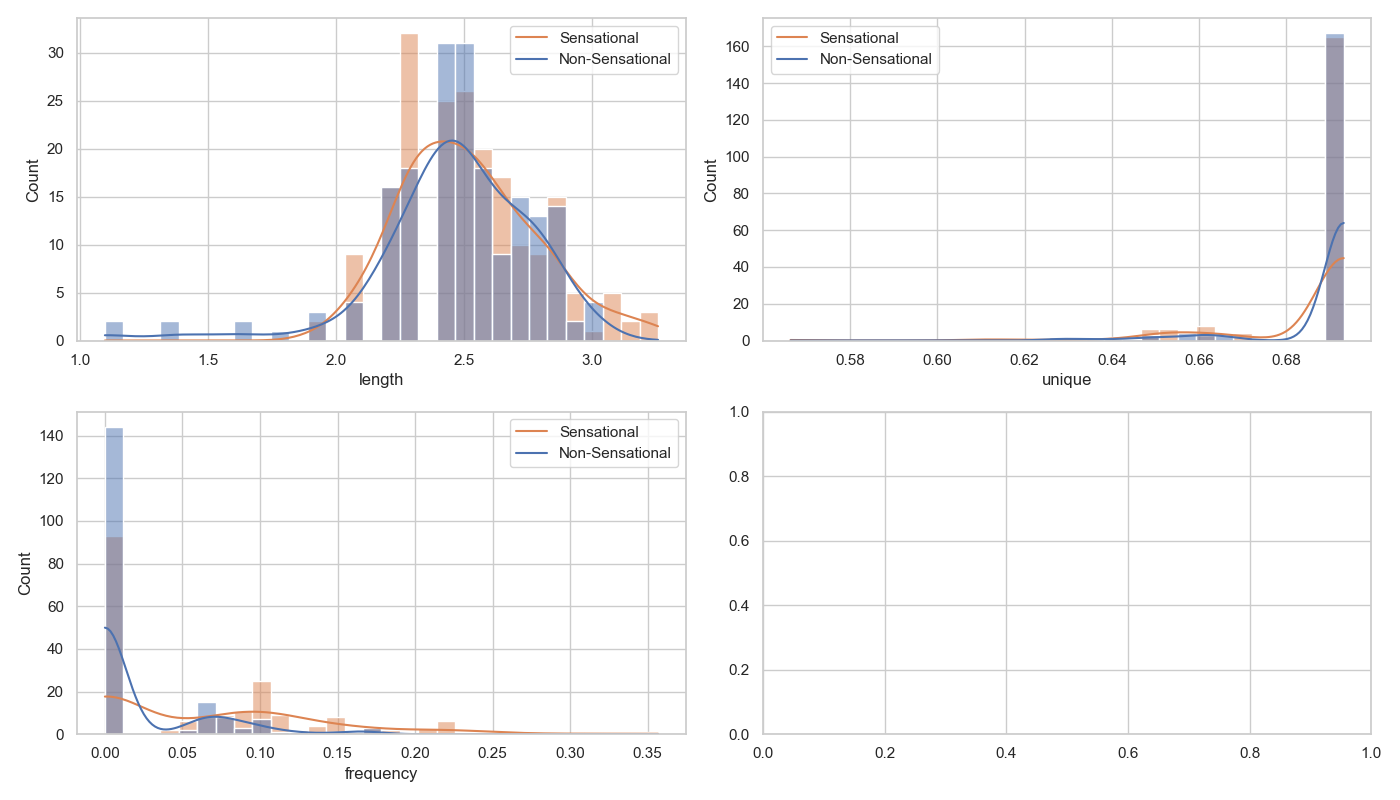 Sensational
Non-Sensational
30
25
20
15
10
5
0
Count
1.0 1.5 2.0 2.5 3.0
length
Sensational
Non-Sensational
160
140
120
100
80
60
40
20
0
Count
0.58 0.60 0.62 0.64 0.66 0.68
unique
Sensational
Non-Sensational
140
120
100
80
60
40
20
0
Count
0.00 0.05 0.10 0.15 0.20 0.25 0.30 0.35
frequency
1.0
0.8
0.6
0.4
0.2
0.0
0.0 0.2 0.4 0.6 0.8 1.0